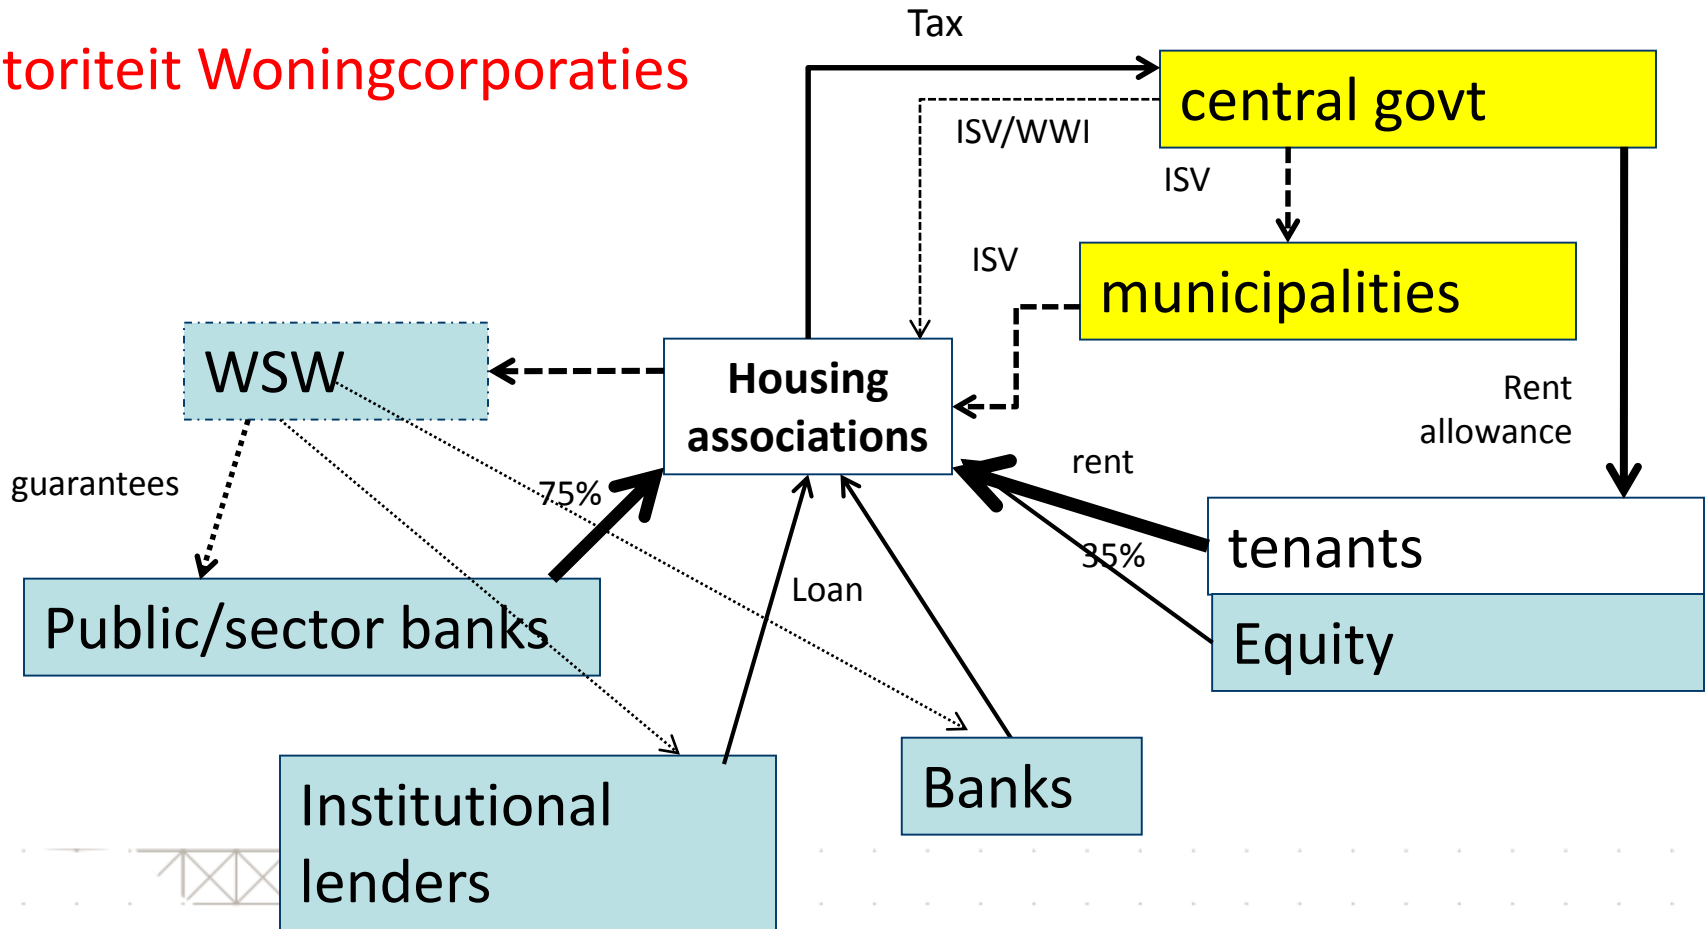 Tax
toriteit Woningcorporaties
central govt
ISV/WWI
ISV
ISV
municipalities
WSW
Housing
associations
Rent
allowance
rent
guarantees
75%
35%
tenants
Loan
Public/sector banks
Equity
Banks
Institutional
lenders